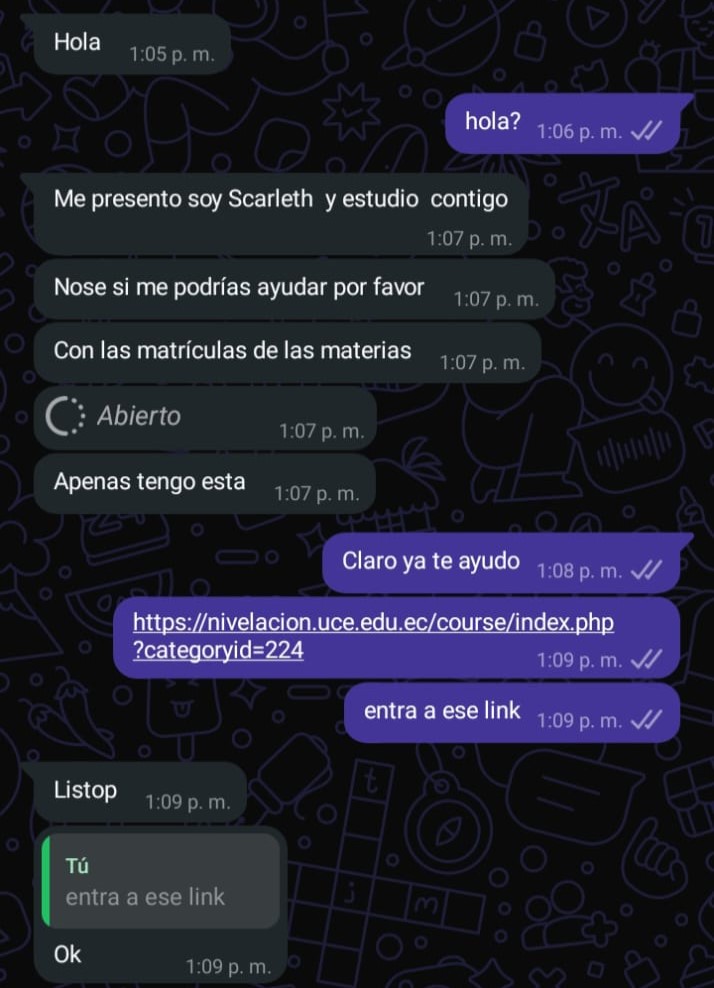 Hola
1:05 p. m.
hola?
1:06 p. m.
Me presento soy Scarleth y estudio contigo
1:07 p. m.
Nose si me podrías ayudar por favor
1:07 p. m.
Con las matrículas de las materias
1:07 p. m.
Abierto
1:07 p. m.
Apenas tengo esta
1:07 p. m.
Claro ya te ayudo
1:08 p. m.
https://nivelacion.uce.edu.ec/course/index.php
?categoryid=224
1:09 p. m.
entra a ese link
1:09 p. m.
Listop
1:09 p. m.
Tú
entra a ese link
Ok
1:09 p. m.